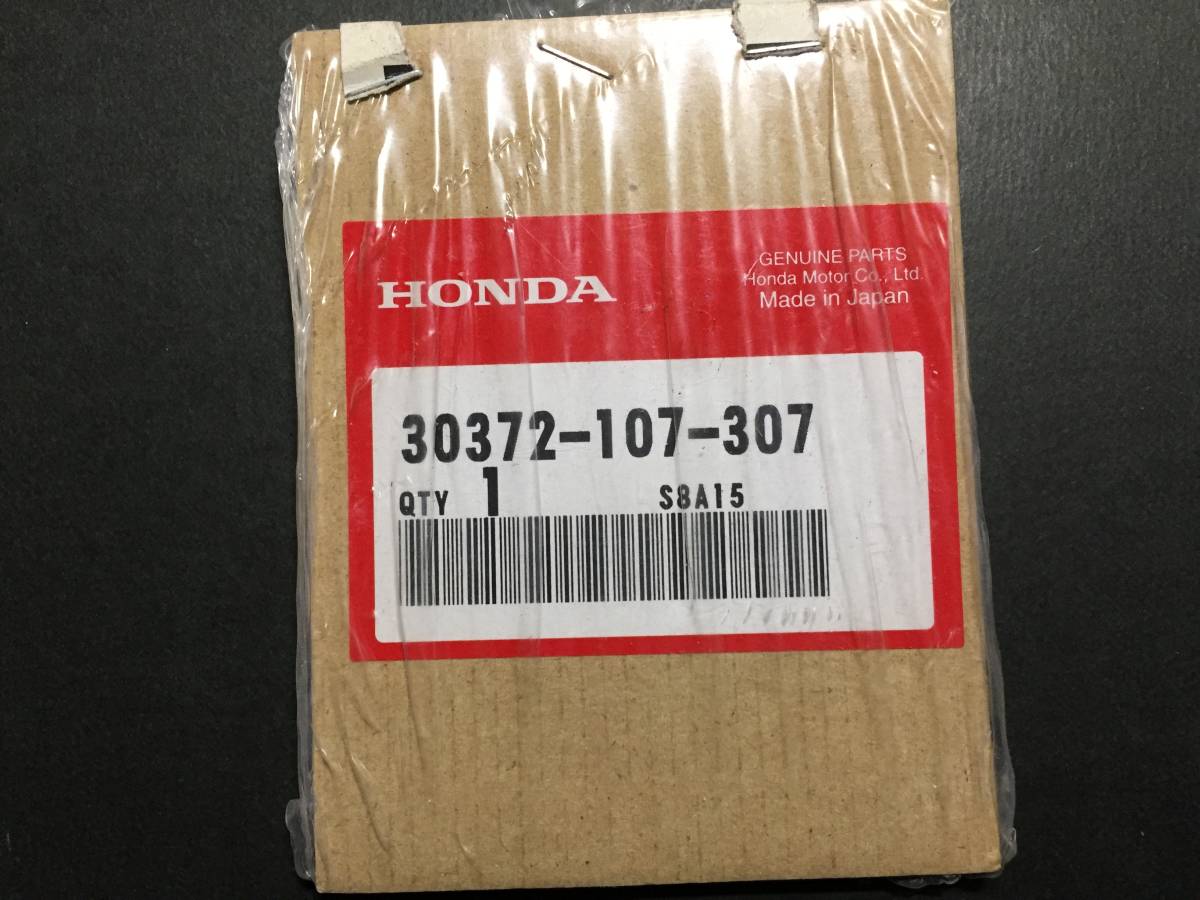 HONDA
GENUINE PARTS
Honda Motor Co., Ltd.
Made in Japan
30372-107-307
QTY 1 S8A15